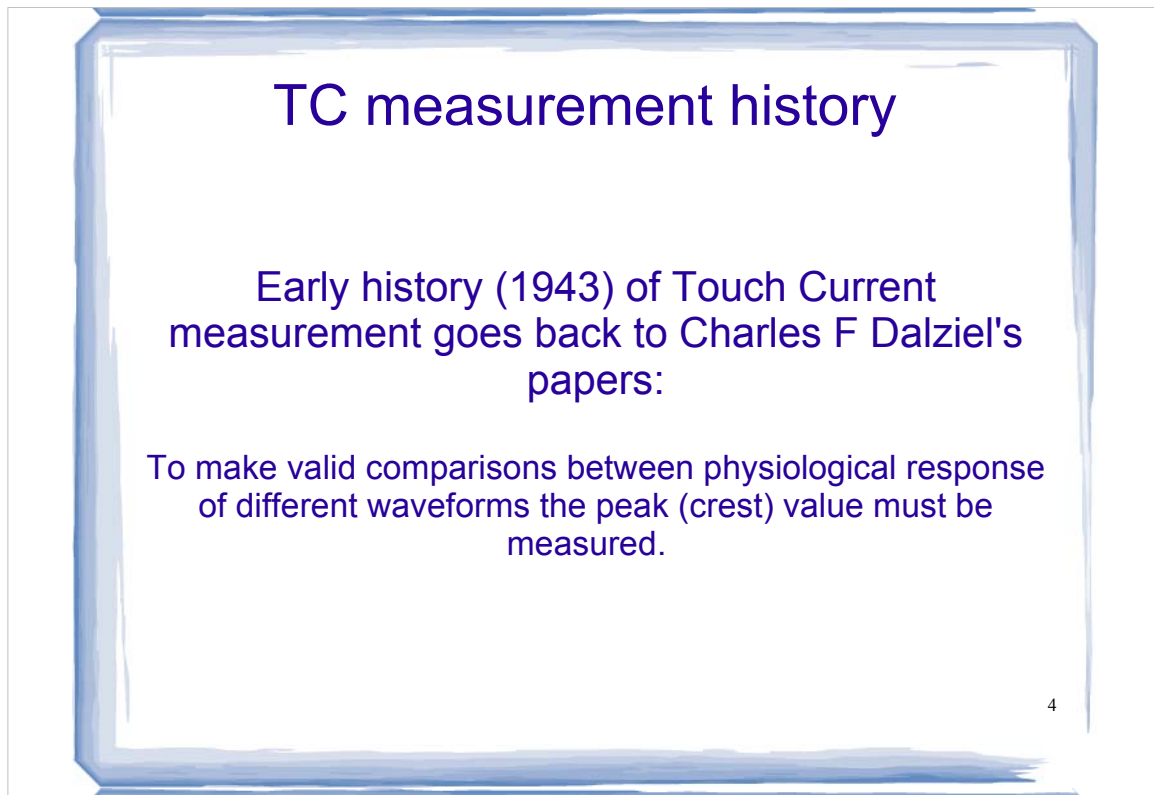 TC measurement history
Early history (1943) of Touch Current
measurement goes back to Charles F Dalziel's
papers:
To make valid comparisons between physiological response
of different waveforms the peak (crest) value must be
measured.
4